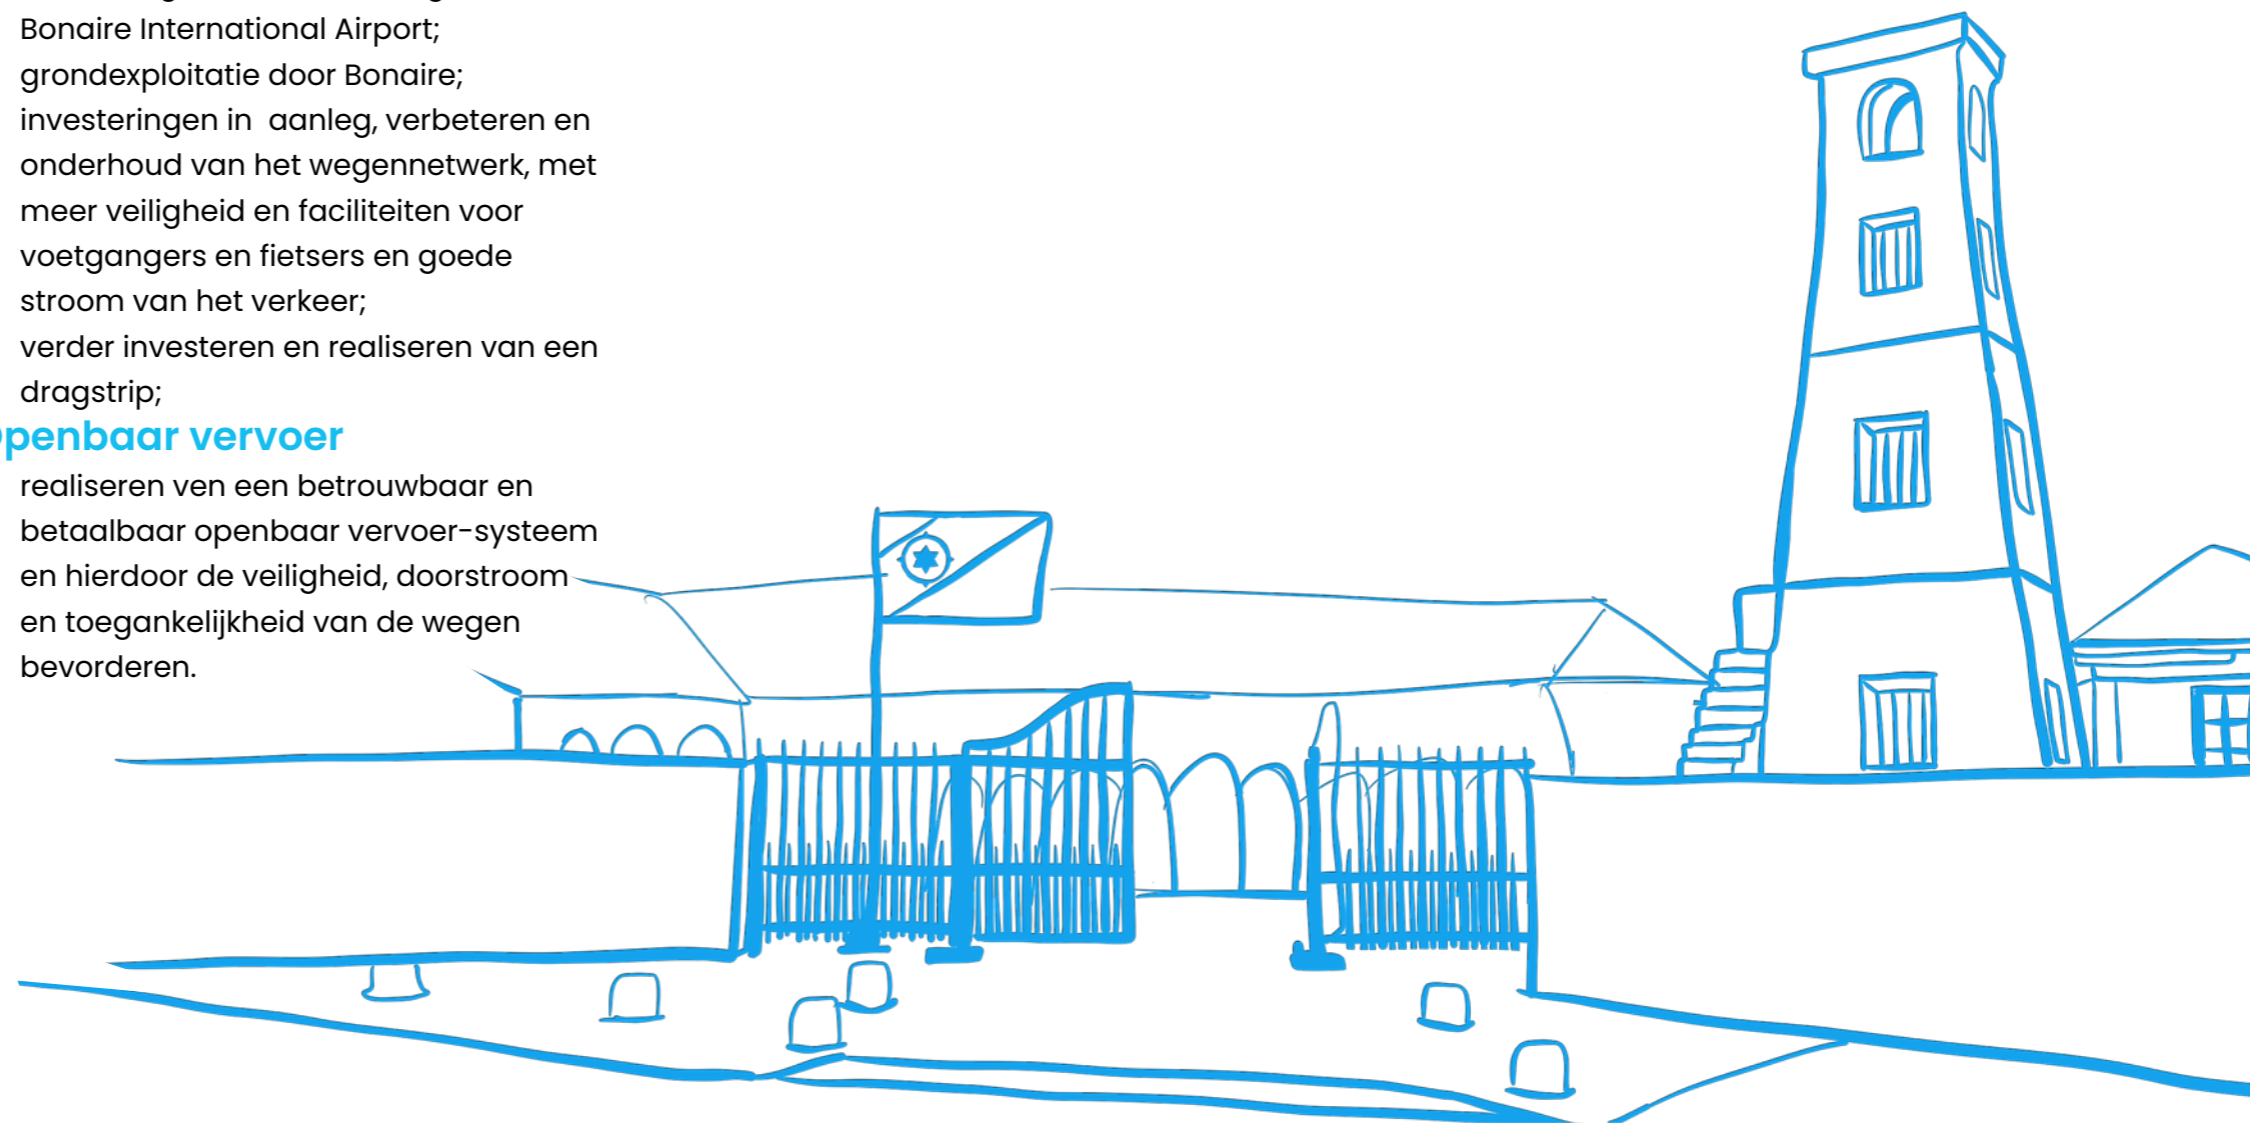 Bonaire International Airport;
grondexploitatie door Bonaire;
investeringen in  aanleg, verbeteren en
onderhoud van het wegennetwerk, met
meer veiligheid en faciliteiten voor
voetgangers en fietsers en goede
stroom van het verkeer;
verder investeren en realiseren van een
dragstrip;
Openbaar vervoer
realiseren ven een betrouwbaar en
betaalbaar openbaar vervoer-systeem
en hierdoor de veiligheid, doorstroom
en toegankelijkheid van de wegen
bevorderen.